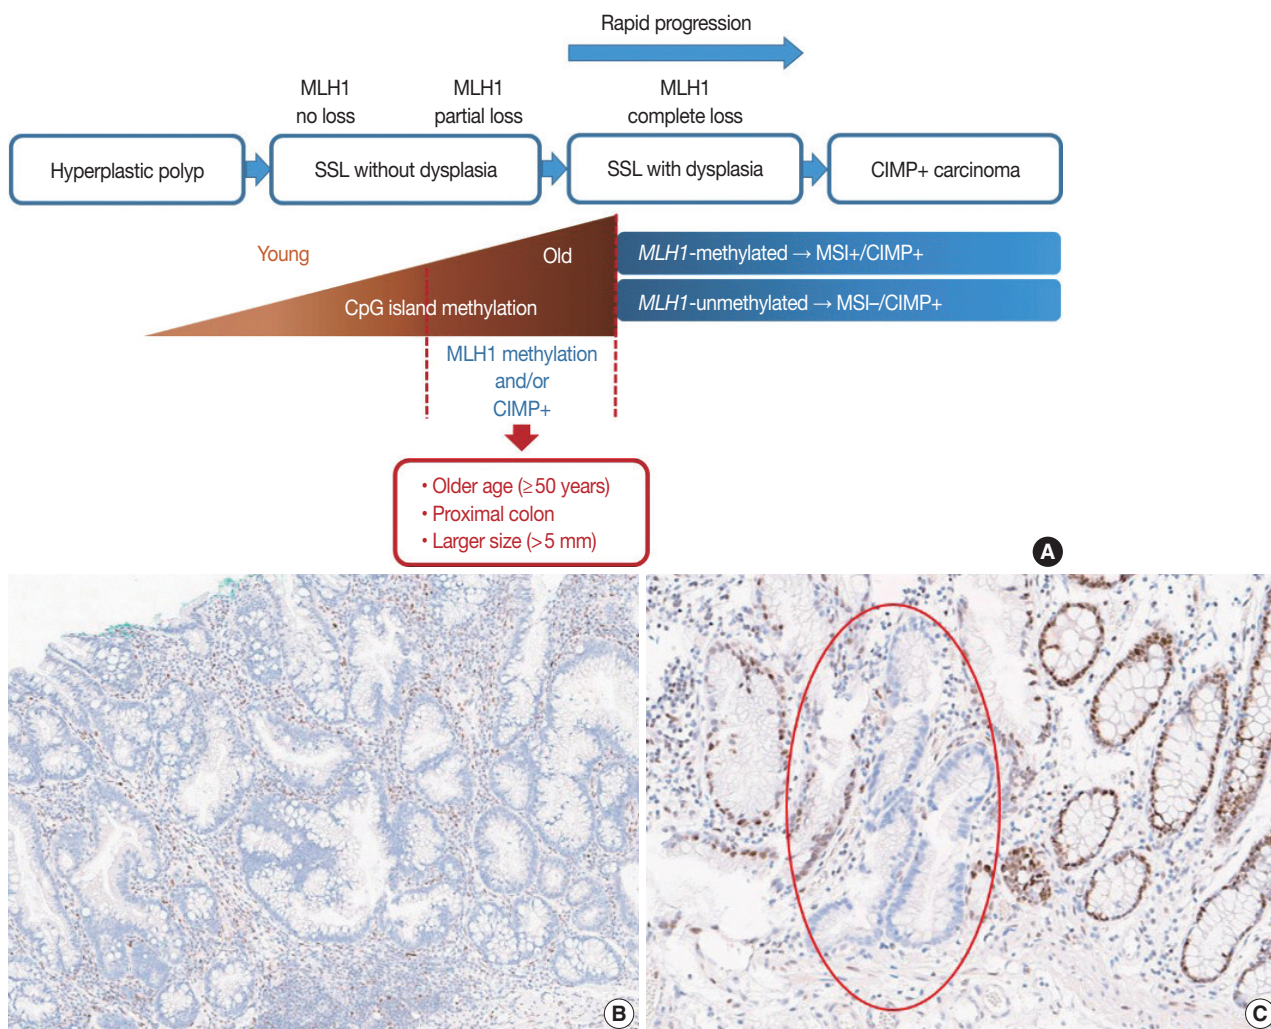 Rapid progression
MLH1
no loss
MLH1
partial loss
MLH1
complete loss
Hyperplastic polyp
SSL without dysplasia
SSL with dysplasia
CIMP+ carcinoma
Young
Old
CpG island methylation
MLH1-methylated → MSI+/CIMP+
MLH1-unmethylated → MSI–/CIMP+
MLH1 methylation
and/or
CIMP+
• Older age (≥50 years)
• Proximal colon
• Larger size (>5 mm)
A
B
C